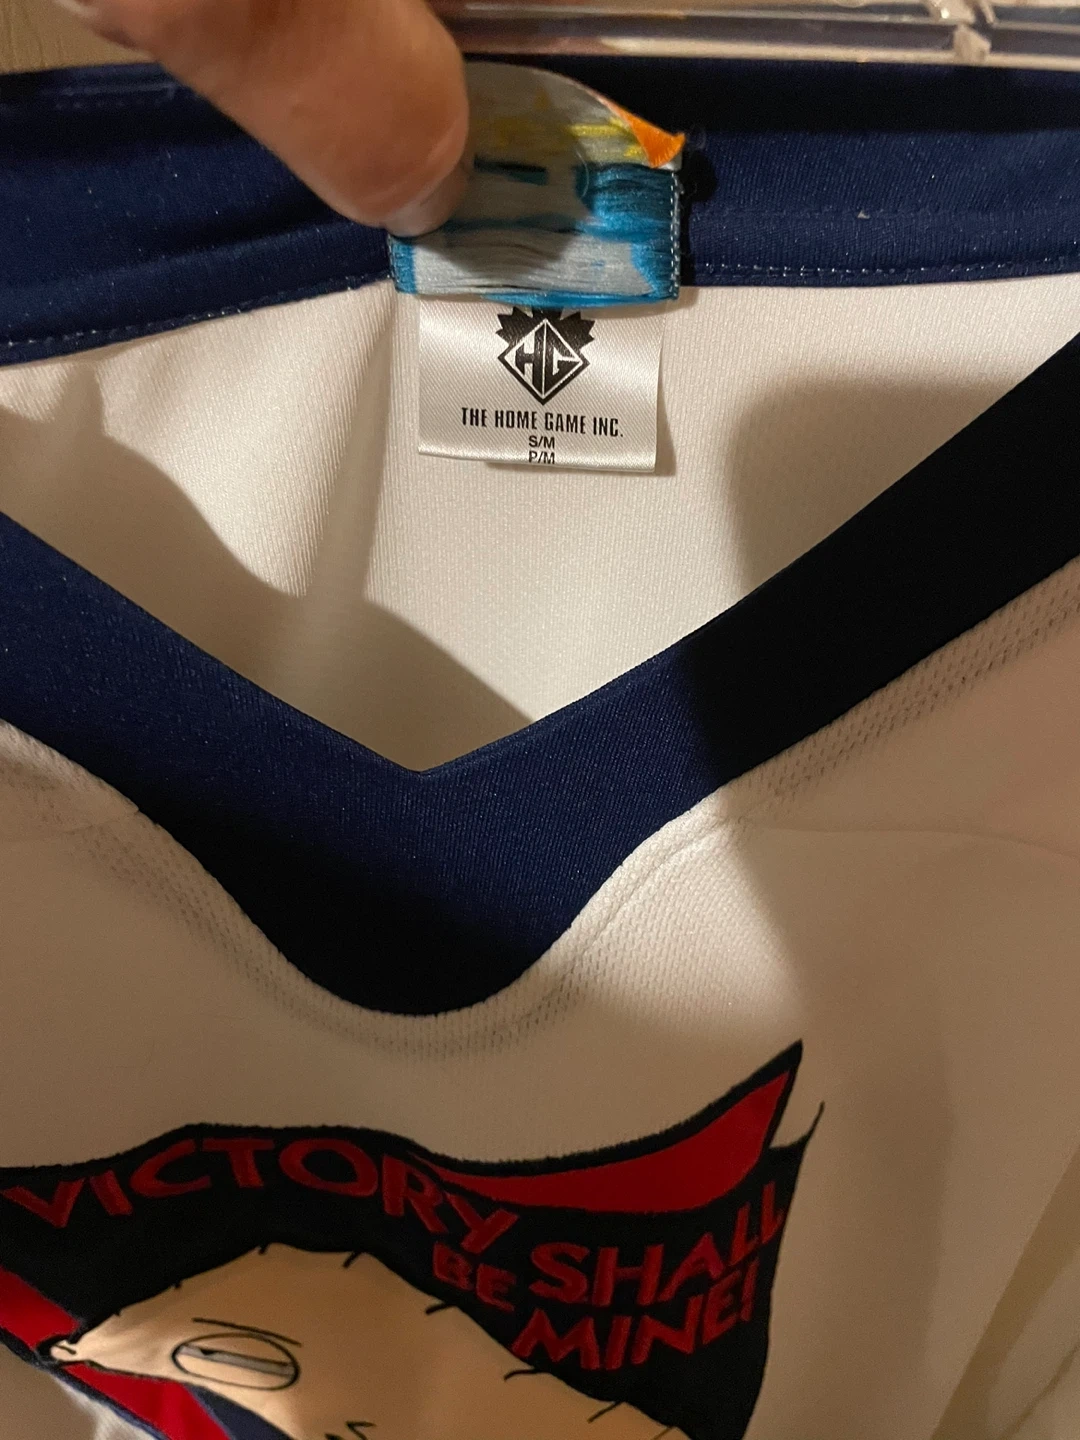 HG
THE HOME GAME INC.
S/M
P/M
VICTORY SHALL
BE MINE!